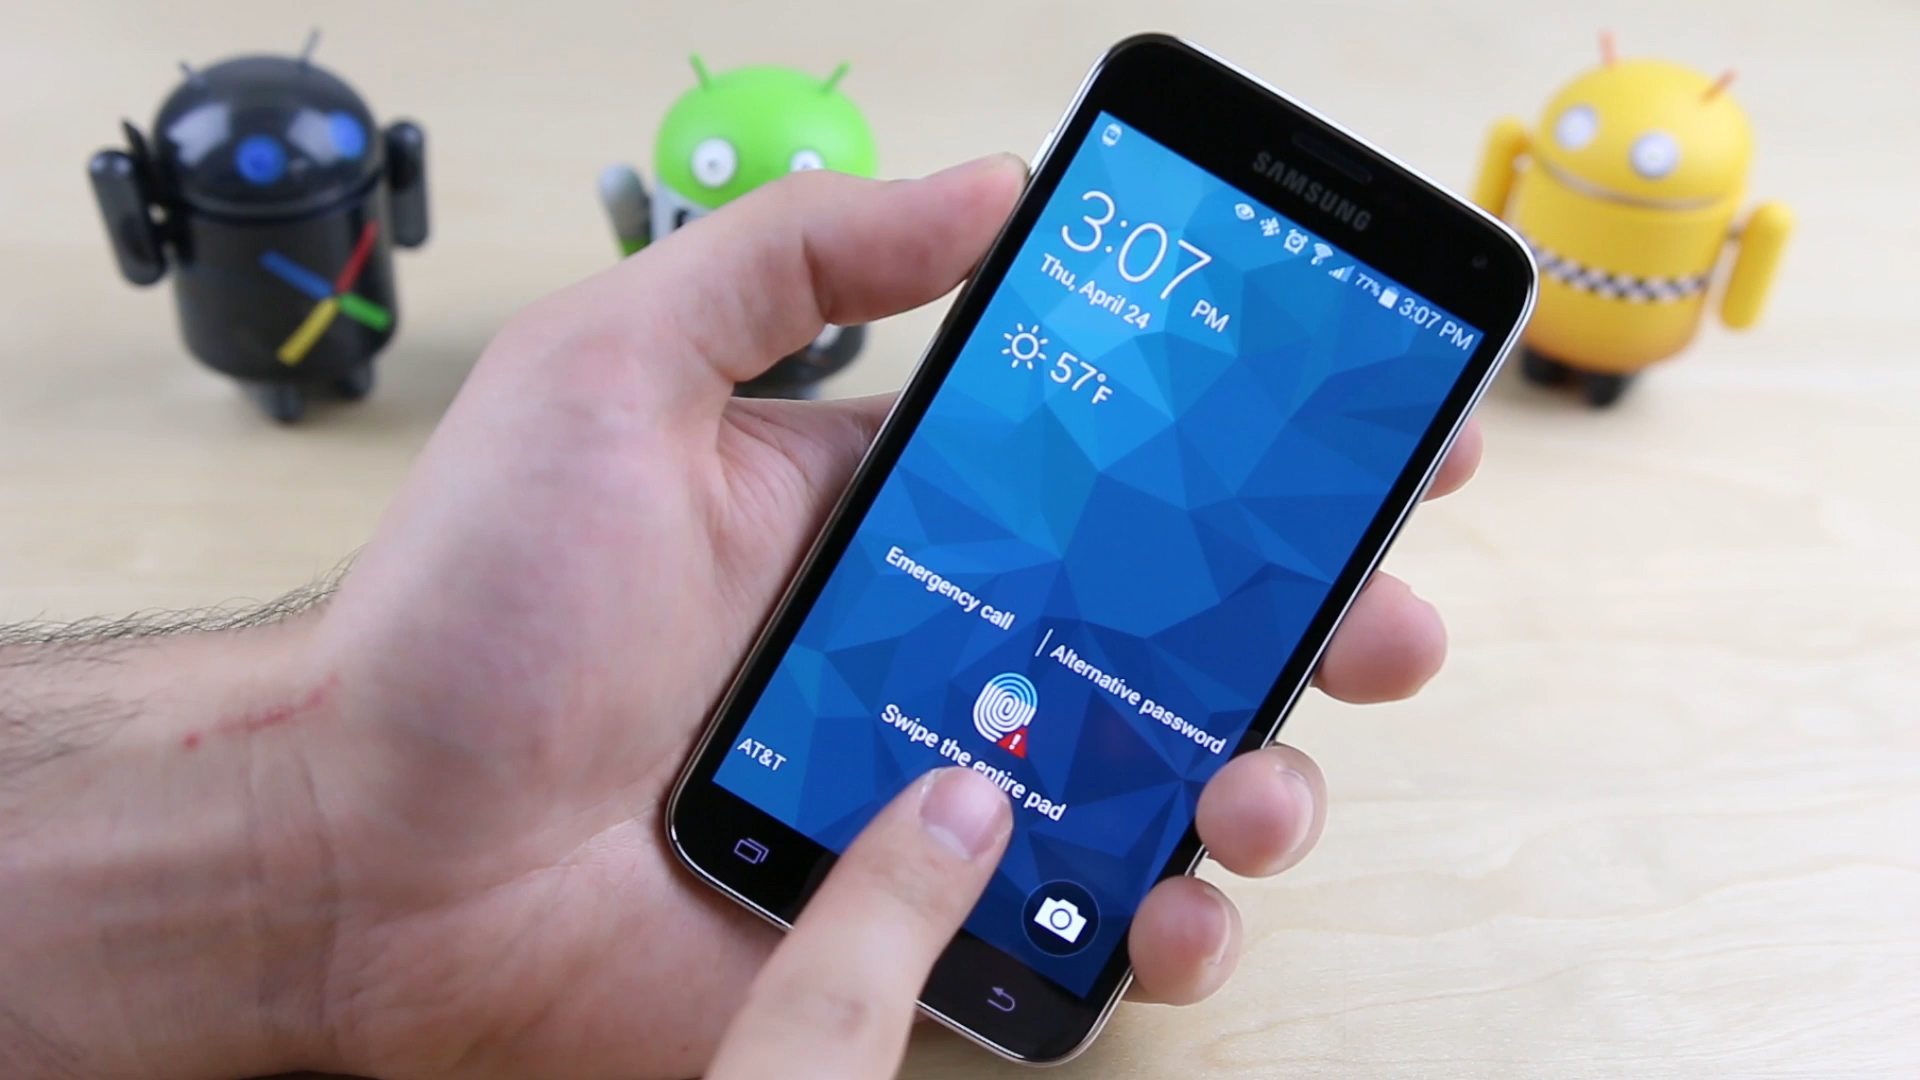 SAMSUNG
77% 3:07 PM
3:07 PM
Thu, April 24
57°F
Emergency call | Alternative password
Swipe the entire pad
AT&T